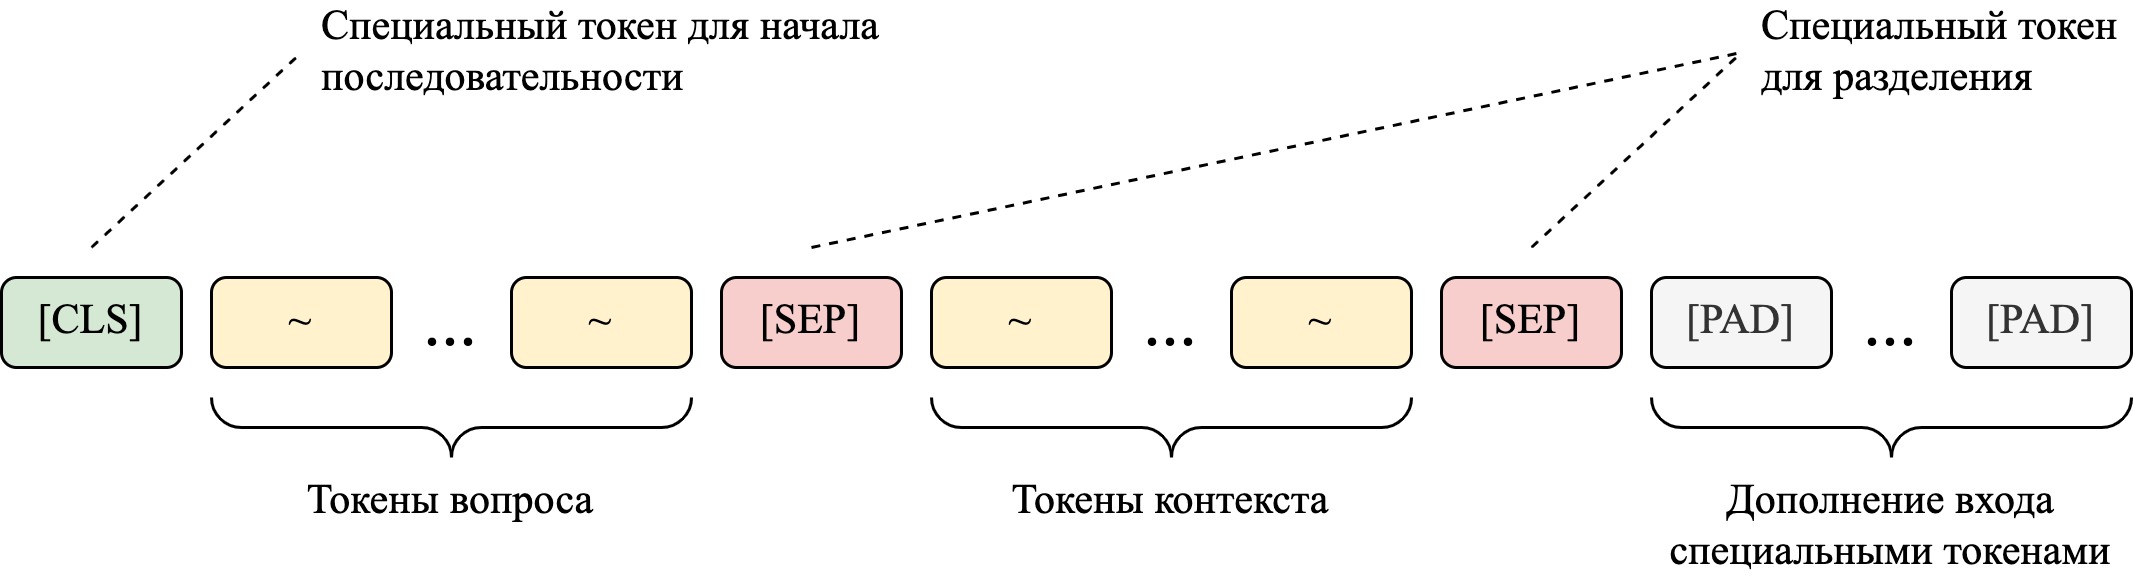 Специальный токен для начала
последовательности
Специальный токен
для разделения
[CLS] ~ ... ~ [SEP] ~ ... ~ [SEP] [PAD] ... [PAD]
Токены вопроса
Токены контекста
Дополнение входа
специальными токенами